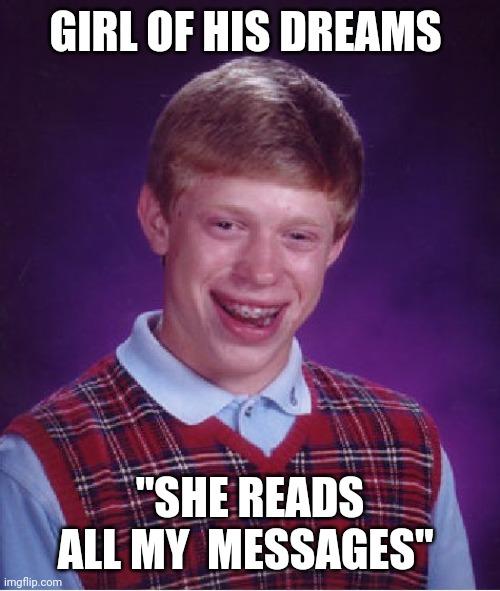 GIRL OF HIS DREAMS
"SHE READS
ALL MY  MESSAGES"
imgflip.com